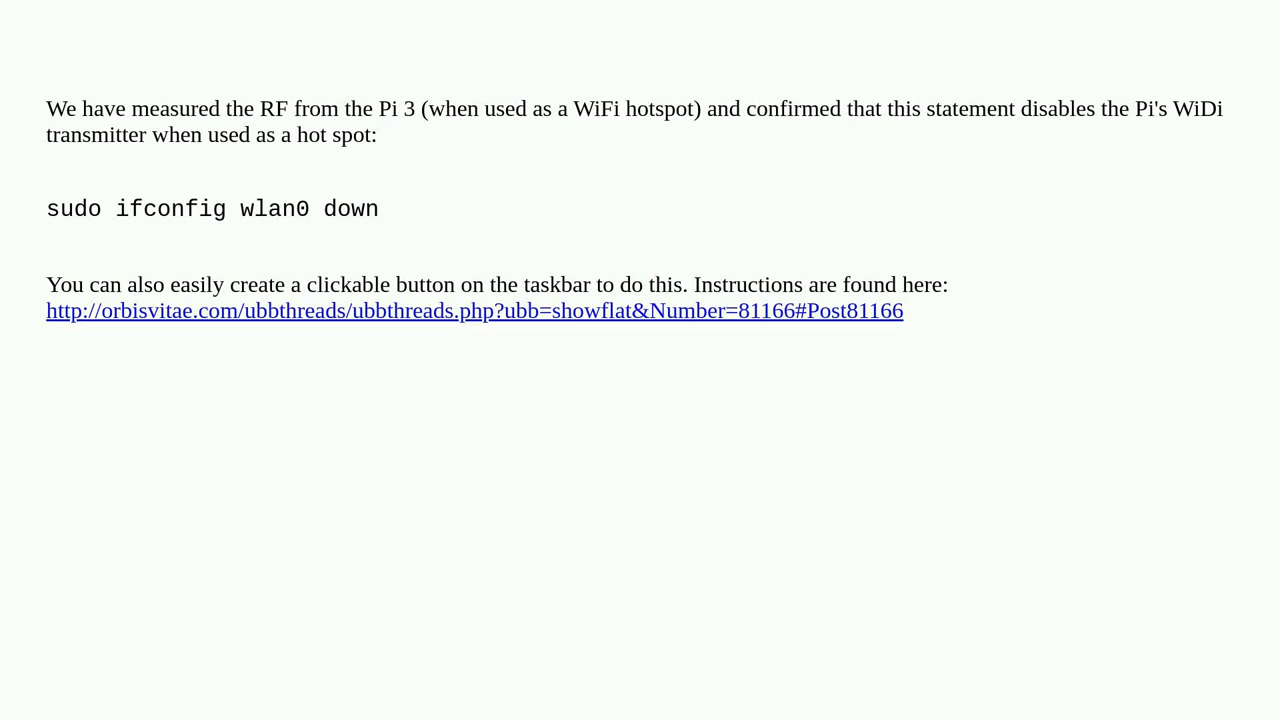 We have measured the RF from the Pi 3 (when used as a WiFi hotspot) and confirmed that this statement disables the Pi's WiDi
transmitter when used as a hot spot:
sudo ifconfig wlan0 down
You can also easily create a clickable button on the taskbar to do this. Instructions are found here:
http://orbisvitae.com/ubbthreads/ubbthreads.php?ubb=showflat&Number=81166#Post81166